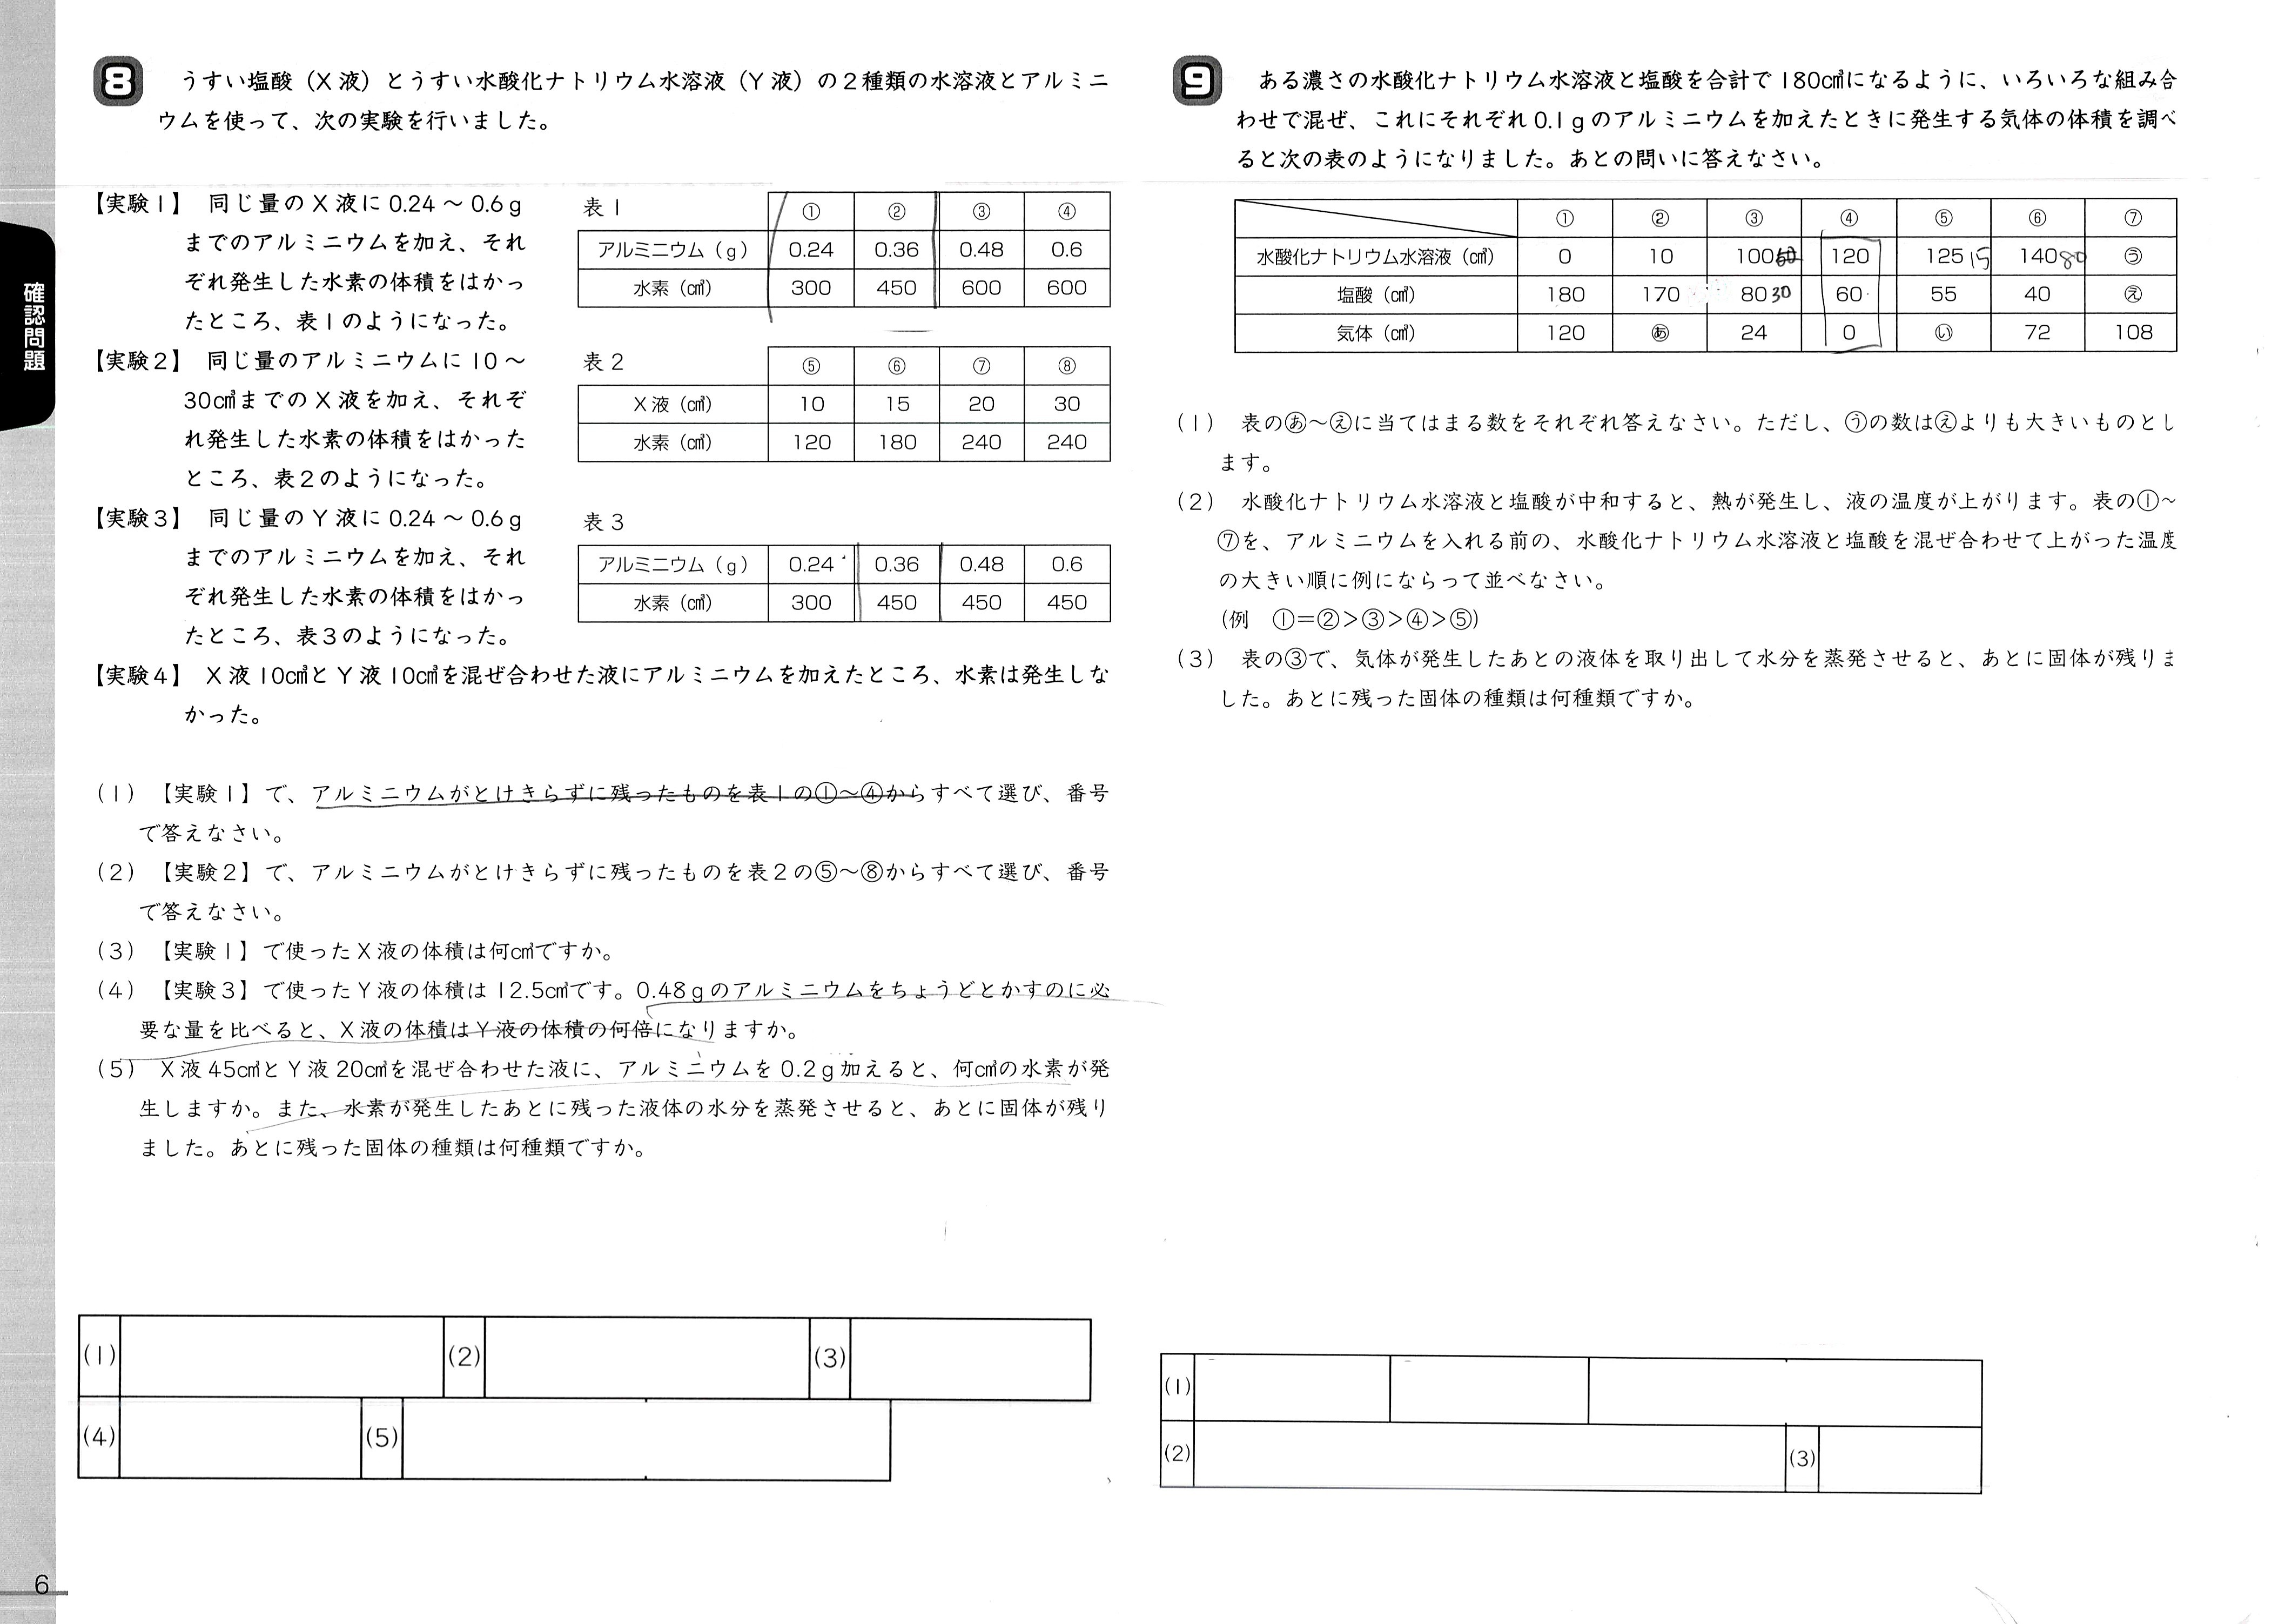 確認問題
8 うすい塩酸（X液）とうすい水酸化ナトリウム水溶液（Y液）の2種類の水溶液とアルミニ
ウムを使って、次の実験を行いました。
【実験1】 同じ量のX液に0.24～0.6g
までのアルミニウムを加え、それ
ぞれ発生した水素の体積をはかっ
たところ、表1のようになった。
表1
① ② ③ ④
アルミニウム（g） 0.24 0.36 0.48 0.6
水素（㎤） 300 450 600 600
【実験2】 同じ量のアルミニウムに10～
30㎤までのX液を加え、それぞ
れ発生した水素の体積をはかった
ところ、表2のようになった。
表2
⑤ ⑥ ⑦ ⑧
X液（㎤） 10 15 20 30
水素（㎤） 120 180 240 240
【実験3】 同じ量のY液に0.24～0.6g
までのアルミニウムを加え、それ
ぞれ発生した水素の体積をはかっ
たところ、表3のようになった。
表3
アルミニウム（g） 0.24 0.36 0.48 0.6
水素（㎤） 300 450 450 450
【実験4】 X液10㎤とY液10㎤を混ぜ合わせた液にアルミニウムを加えたところ、水素は発生しな
かった。
（1） 【実験1】で、アルミニウムがとけきらずに残ったものを表1の①～④からすべて選び、番号
で答えなさい。
（2） 【実験2】で、アルミニウムがとけきらずに残ったものを表2の⑤～⑧からすべて選び、番号
で答えなさい。
（3） 【実験1】で使ったX液の体積は何㎤ですか。
（4） 【実験3】で使ったY液の体積は12.5㎤です。0.48gのアルミニウムをちょうどとかすのに必
要な量を比べると、X液の体積はY液の体積の何倍になりますか。
（5） X液45㎤とY液20㎤を混ぜ合わせた液に、アルミニウムを0.2g加えると、何㎤の水素が発
生しますか。また、水素が発生したあとに残った液体の水分を蒸発させると、あとに固体が残り
ました。あとに残った固体の種類は何種類ですか。
(1) (2) (3)
(4) (5)
6
9 ある濃さの水酸化ナトリウム水溶液と塩酸を合計で180㎤になるように、いろいろな組み合
わせで混ぜ、これにそれぞれ0.1gのアルミニウムを加えたときに発生する気体の体積を調べ
ると次の表のようになりました。あとの問いに答えなさい。
① ② ③ ④ ⑤ ⑥ ⑦
水酸化ナトリウム水溶液（㎤） 0 10 100 120 125 15 140 80 ㋒
塩酸（㎤） 180 170 80 30 60 55 40 ㋓
気体（㎤） 120 あ 24 0 い 72 108
（1） 表のあ～えに当てはまる数をそれぞれ答えなさい。ただし、うの数はえよりも大きいものとし
ます。
（2） 水酸化ナトリウム水溶液と塩酸が中和すると、熱が発生し、液の温度が上がります。表の①～
⑦を、アルミニウムを入れる前の、水酸化ナトリウム水溶液と塩酸を混ぜ合わせて上がった温度
の大きい順に例にならって並べなさい。
（例 ①＝②＞③＞④＞⑤）
（3） 表の③で、気体が発生したあとの液体を取り出して水分を蒸発させると、あとに固体が残りま
した。あとに残った固体の種類は何種類ですか。
(1)
(2) (3)